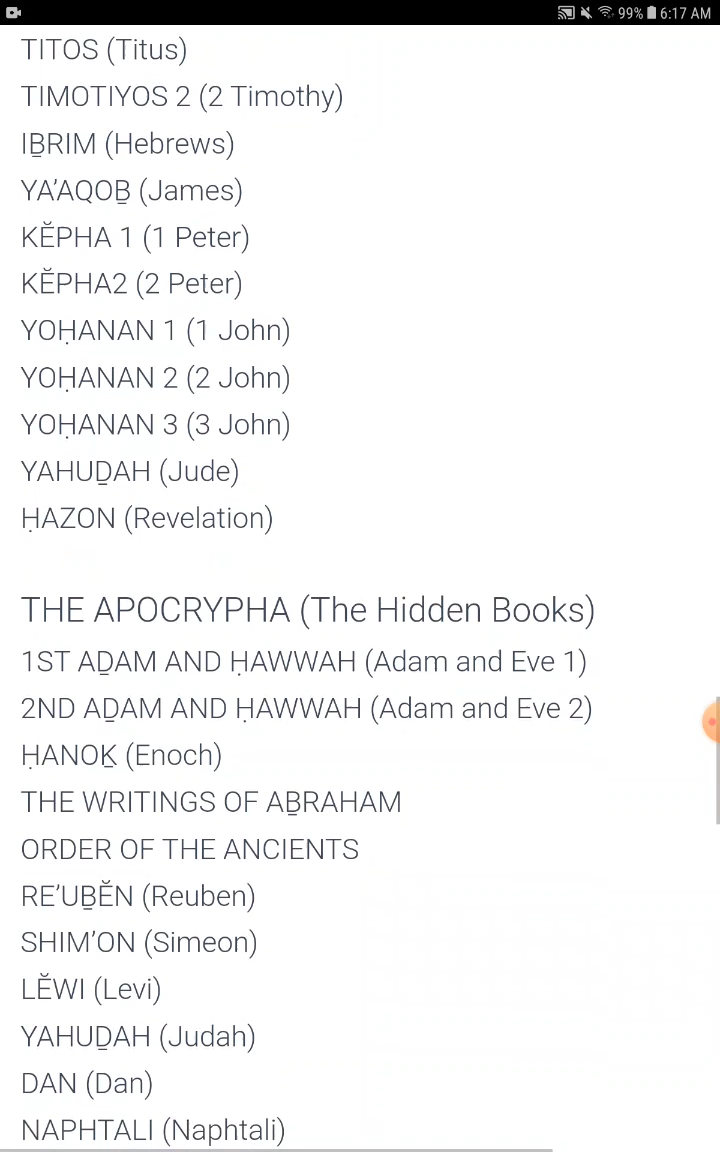 99% 6:17 AM
TITOS (Titus)
TIMOTIYOS 2 (2 Timothy)
IḆRIM (Hebrews)
YA’AQOḆ (James)
KĔPHA 1 (1 Peter)
KĔPHA2 (2 Peter)
YOḤANAN 1 (1 John)
YOḤANAN 2 (2 John)
YOḤANAN 3 (3 John)
YAHUḎAH (Jude)
ḤAZON (Revelation)
THE APOCRYPHA (The Hidden Books)
1ST AḎAM AND ḤAWWAH (Adam and Eve 1)
2ND AḎAM AND ḤAWWAH (Adam and Eve 2)
ḤANOḴ (Enoch)
THE WRITINGS OF AḆRAHAM
ORDER OF THE ANCIENTS
RE’UḆĔN (Reuben)
SHIM’ON (Simeon)
LĔWI (Levi)
YAHUḎAH (Judah)
DAN (Dan)
NAPHTALI (Naphtali)